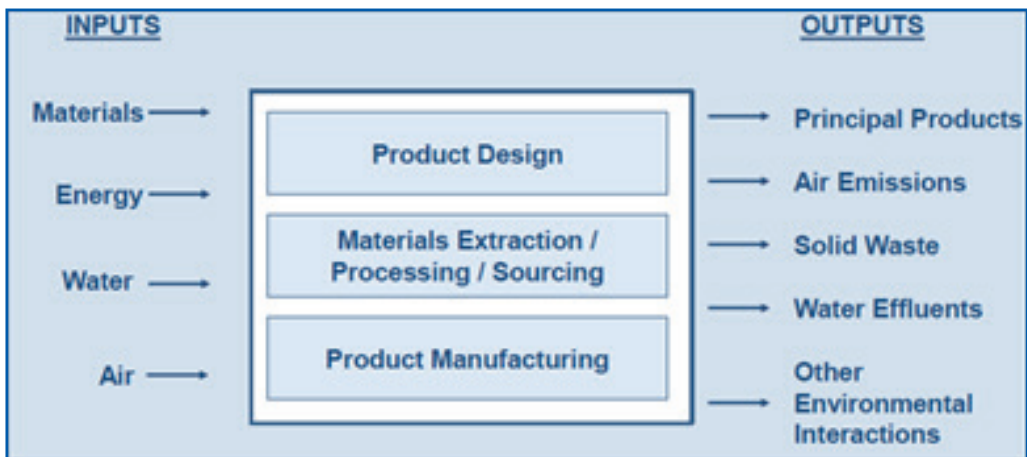 INPUTS
Materials
Energy
Water
Air
Product Design
Materials Extraction /
Processing / Sourcing
Product Manufacturing
OUTPUTS
Principal Products
Air Emissions
Solid Waste
Water Effluents
Other
Environmental
Interactions